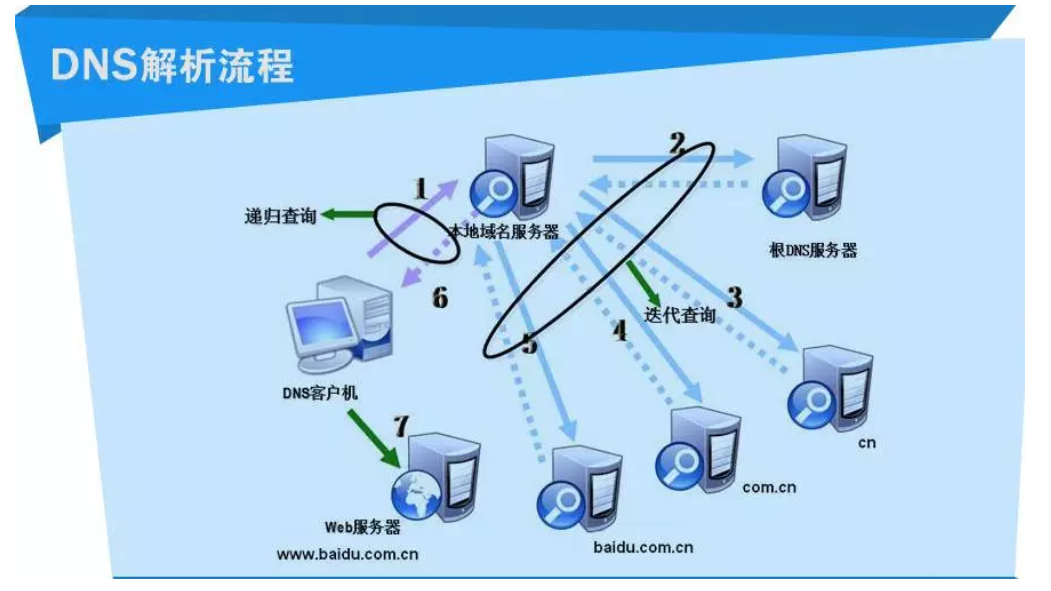 DNS解析流程
2
1
递归查询
本地域名服务器
根DNS服务器
6
3
迭代查询
4
5
DNS客户机
7
cn
com.cn
Web服务器
baidu.com.cn
www.baidu.com.cn